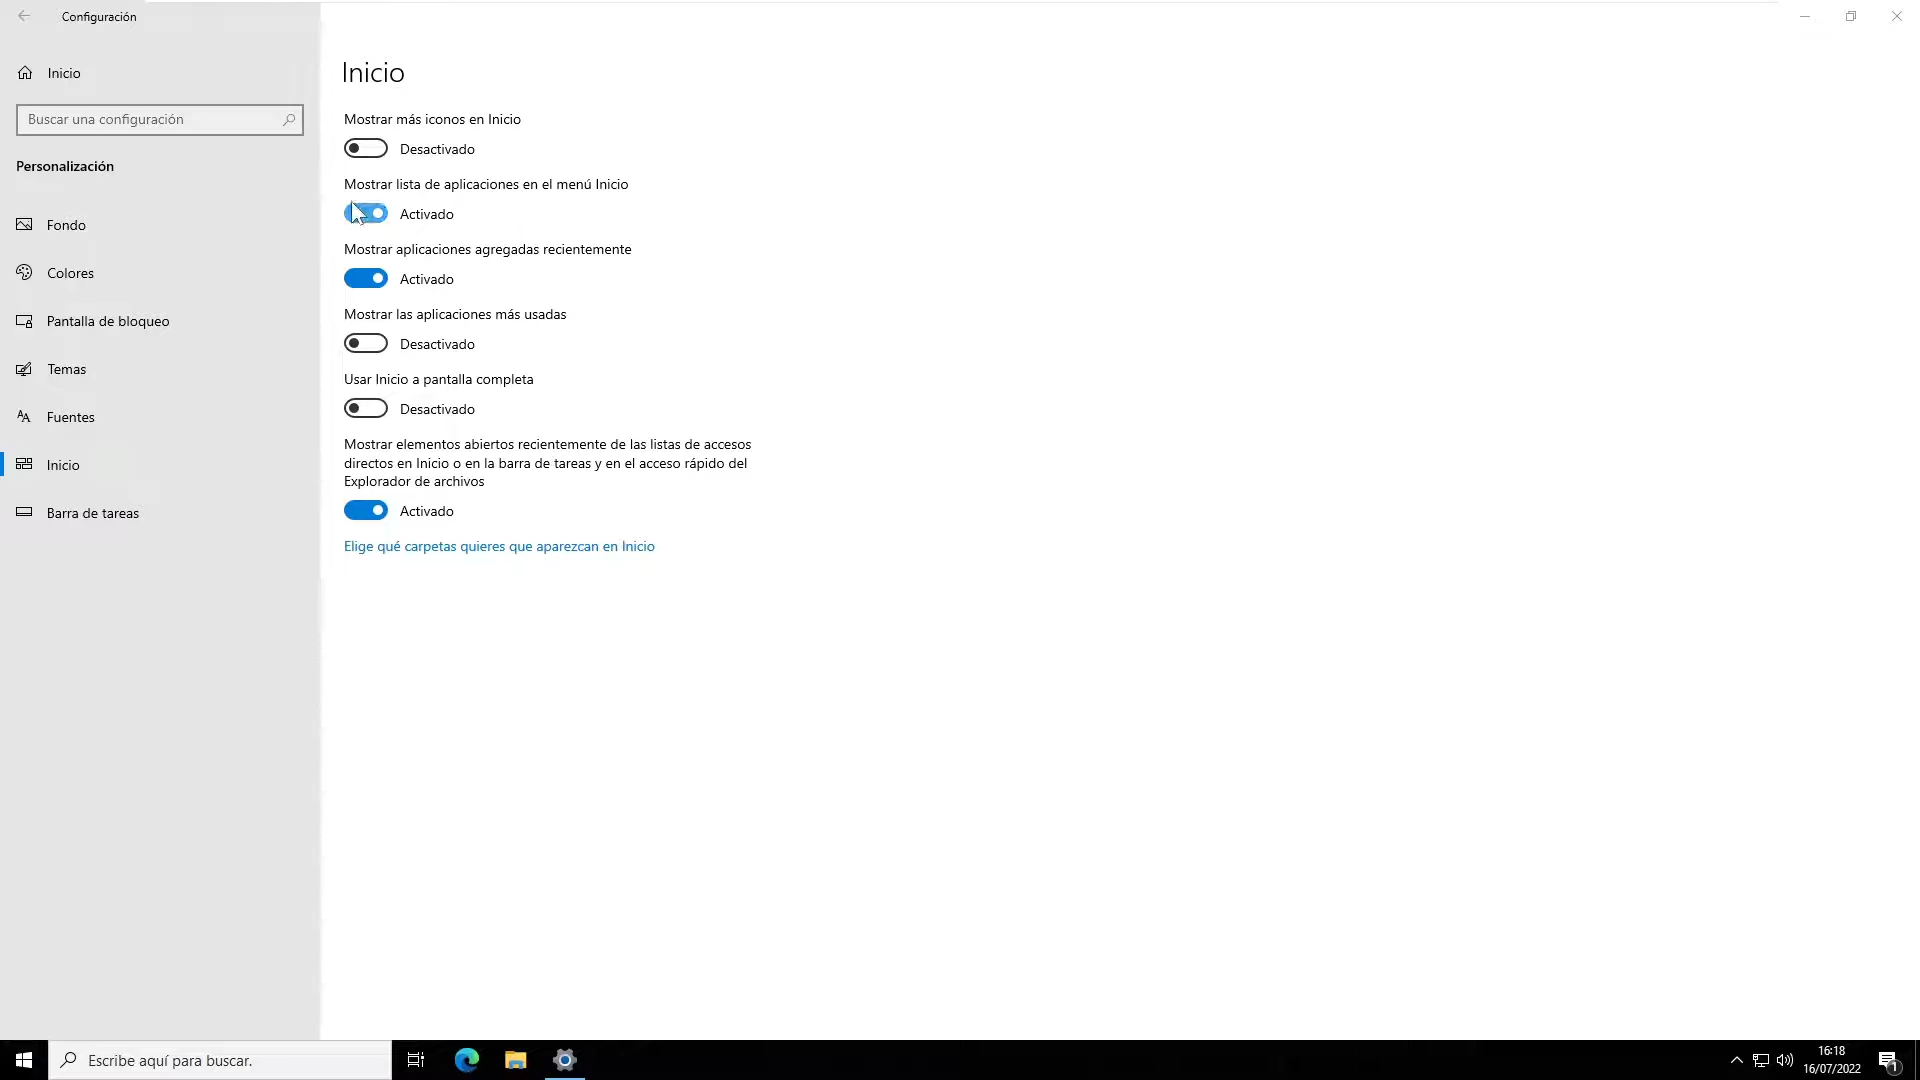 Configuración
Inicio
Buscar una configuración
Personalización
Fondo
Colores
Pantalla de bloqueo
Temas
Fuentes
Inicio
Barra de tareas
Inicio
Mostrar más iconos en Inicio
Desactivado
Mostrar lista de aplicaciones en el menú Inicio
Activado
Mostrar aplicaciones agregadas recientemente
Activado
Mostrar las aplicaciones más usadas
Desactivado
Usar Inicio a pantalla completa
Desactivado
Mostrar elementos abiertos recientemente de las listas de accesos
directos en Inicio o en la barra de tareas y en el acceso rápido del
Explorador de archivos
Activado
Elige qué carpetas quieres que aparezcan en Inicio
Escribe aquí para buscar.
16:18
16/07/2022
1